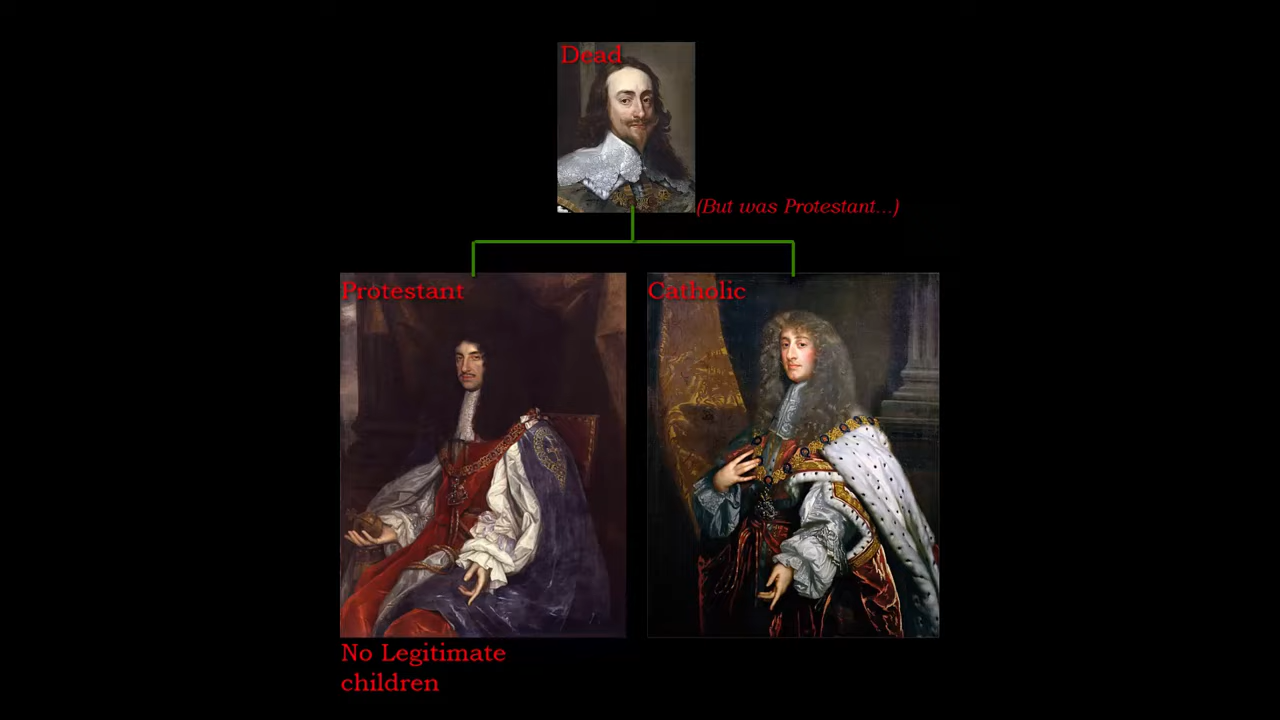 Dead
(But was Protestant...)
Protestant
Catholic
No Legitimate
children